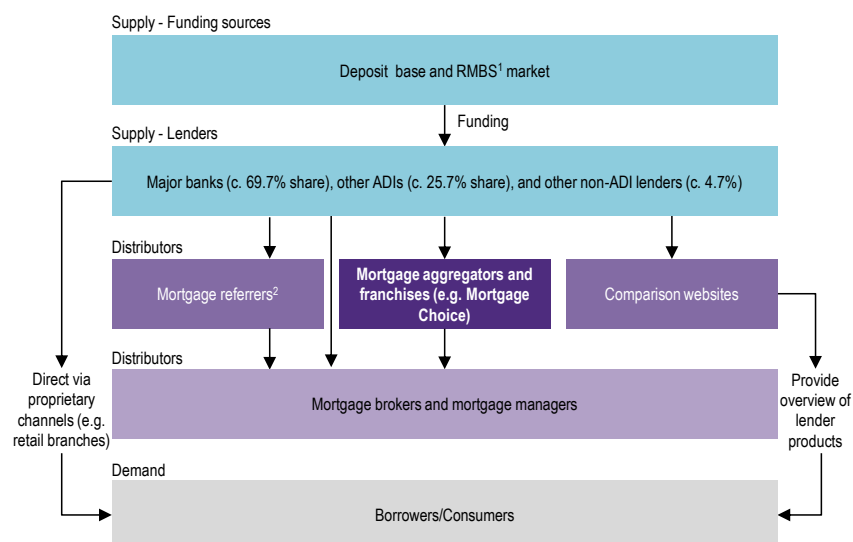 Supply - Funding sources
Deposit base and RMBS¹ market
Funding
Supply - Lenders
Major banks (c. 69.7% share), other ADIs (c. 25.7% share), and other non-ADI lenders (c. 4.7%)
Distributors
Mortgage referrers²
Mortgage aggregators and
franchises (e.g. Mortgage
Choice)
Comparison websites
Distributors
Direct via
proprietary
channels (e.g.
retail branches)
Mortgage brokers and mortgage managers
Provide
overview of
lender
products
Demand
Borrowers/Consumers